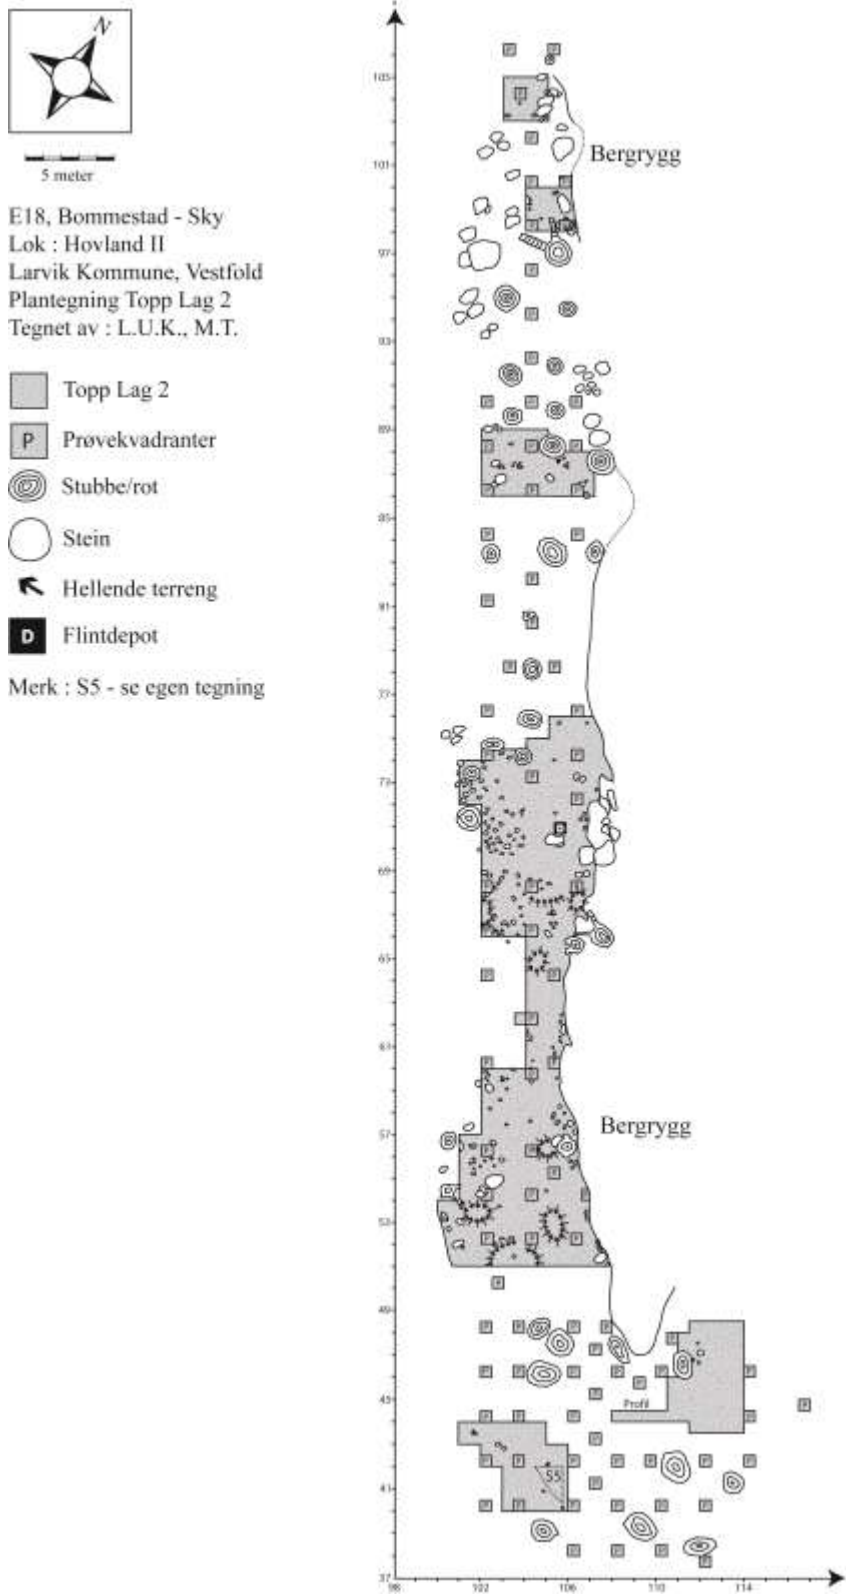 N
5 meter
E18, Bommestad - Sky
Lok : Hovland II
Larvik Kommune, Vestfold
Plantegning Topp Lag 2
Tegnet av : L.U.K., M.T.
Topp Lag 2
P Prøvekvadranter
Stubbe/rot
Stein
Hellende terreng
D Flintdepot
Merk : S5 - se egen tegning
105
Bergrygg
101
97
93
89
85
81
77
73
69
65
61
57
Bergrygg
53
49
45
Profil
S5
41
37
98 102 106 110 114